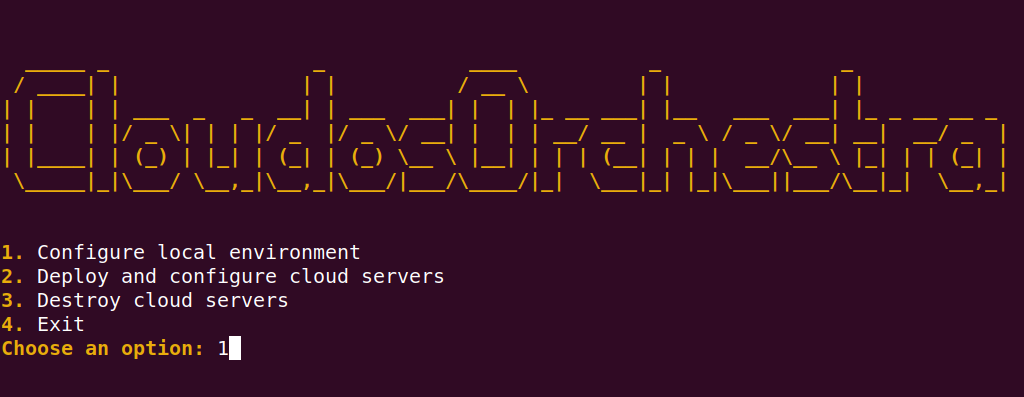 CloudosOrchestra
1. Configure local environment
2. Deploy and configure cloud servers
3. Destroy cloud servers
4. Exit
Choose an option: 1